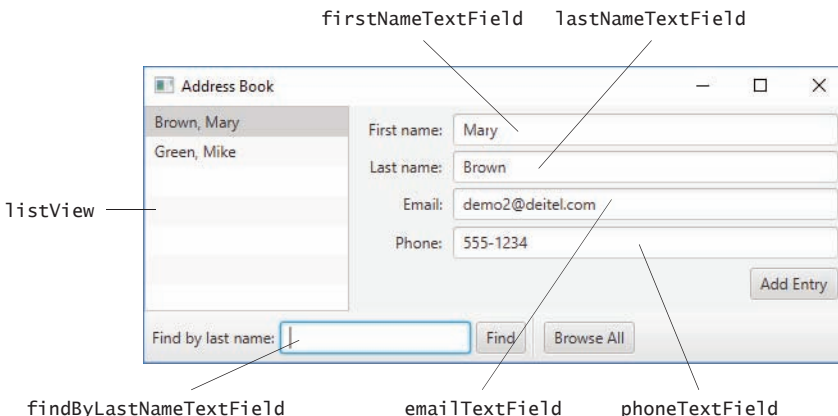 firstNameTextField lastNameTextField
Address Book
Brown, Mary
Green, Mike
First name: Mary
Last name: Brown
Email: demo2@deitel.com
Phone: 555-1234
listView
Add Entry
Find by last name: Find Browse All
findByLastNameTextField emailTextField phoneTextField